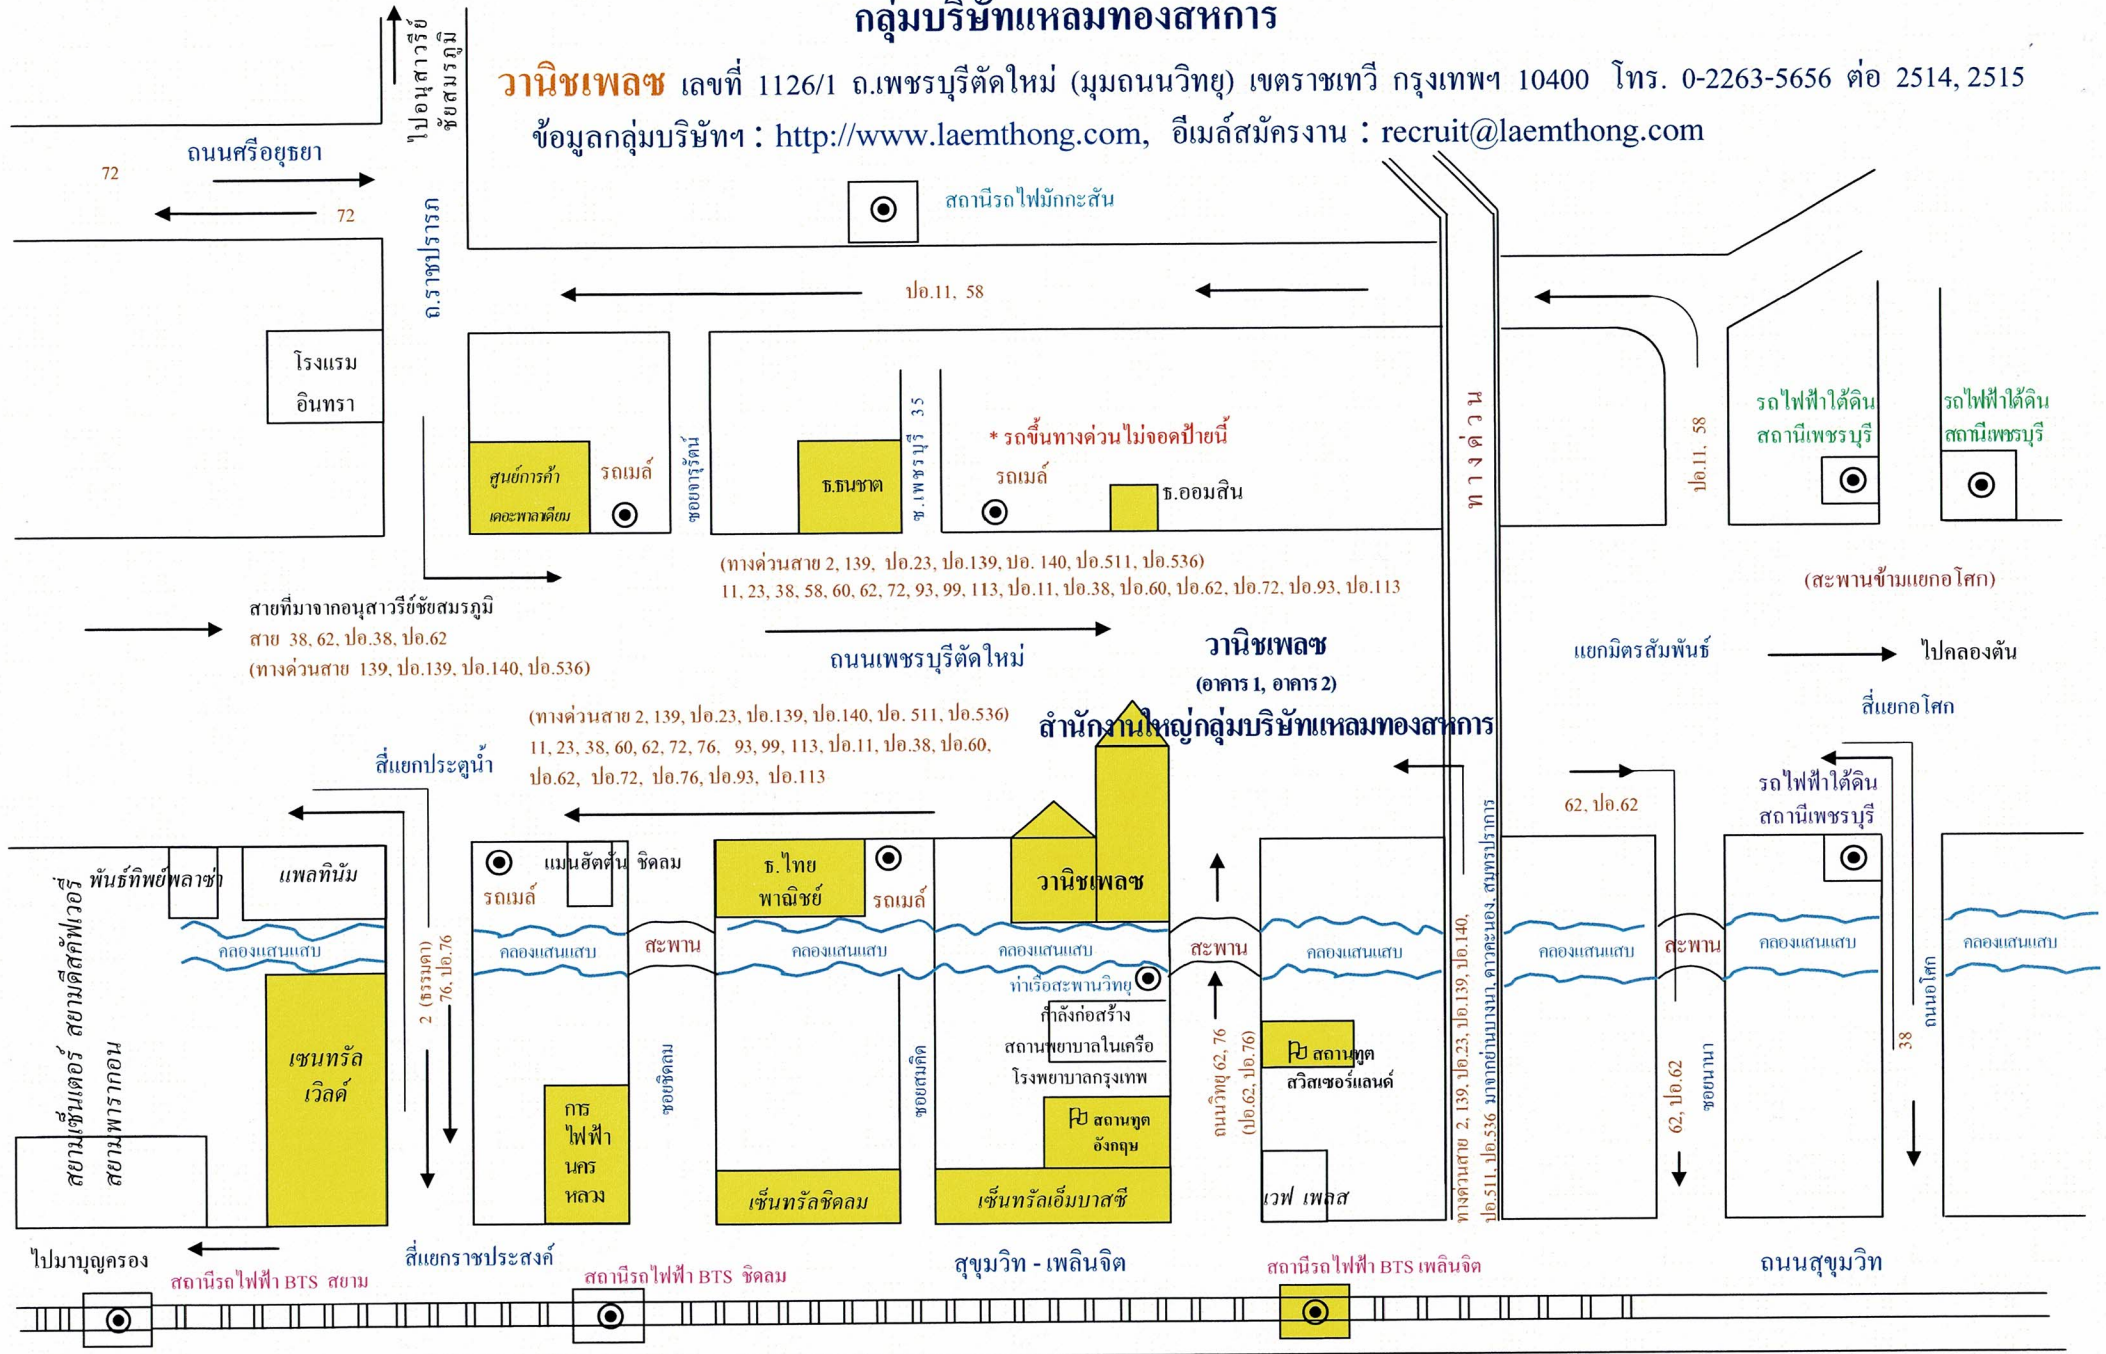 กลุ่มบริษัทแหลมทองสหการ
วานิชเพลซ เลขที่ 1126/1 ถ.เพชรบุรีตัดใหม่ (มุมถนนวิทยุ) เขตราชเทวี กรุงเทพฯ 10400 โทร. 0-2263-5656 ต่อ 2514, 2515
ข้อมูลกลุ่มบริษัทฯ : http://www.laemthong.com, อีเมล์สมัครงาน : recruit@laemthong.com
ไปอนุสาวรีย์
ชัยสมรภูมิ
ถนนศรีอยุธยา
72
72
ถ.ราชปรารภ
สถานีรถไฟมักกะสัน
ปอ.11, 58
โรงแรม
อินทรา
ศูนย์การค้า
เดอะพาลาเดียม
รถเมล์
ซอยจารุรัตน์
ธ.ธนชาต
ซ.เพชรบุรี 35
* รถขึ้นทางด่วนไม่จอดป้ายนี้
รถเมล์
ธ.ออมสิน
ทางด่วน
ปอ.11, 58
รถไฟฟ้าใต้ดิน
สถานีเพชรบุรี
รถไฟฟ้าใต้ดิน
สถานีเพชรบุรี
(ทางด่วนสาย 2, 139, ปอ.23, ปอ.139, ปอ. 140, ปอ.511, ปอ.536)
11, 23, 38, 58, 60, 62, 72, 93, 99, 113, ปอ.11, ปอ.38, ปอ.60, ปอ.62, ปอ.72, ปอ.93, ปอ.113
(สะพานข้ามแยกอโศก)
สายที่มาจากอนุสาวรีย์ชัยสมรภูมิ
สาย 38, 62, ปอ.38, ปอ.62
(ทางด่วนสาย 139, ปอ.139, ปอ.140, ปอ.536)
ถนนเพชรบุรีตัดใหม่
วานิชเพลซ
(อาคาร 1, อาคาร 2)
สำนักงานใหญ่กลุ่มบริษัทแหลมทองสหการ
แยกมิตรสัมพันธ์
ไปคลองตัน
สี่แยกอโศก
(ทางด่วนสาย 2, 139, ปอ.23, ปอ.139, ปอ.140, ปอ. 511, ปอ.536)
11, 23, 38, 60, 62, 72, 76, 93, 99, 113, ปอ.11, ปอ.38, ปอ.60,
ปอ.62, ปอ.72, ปอ.76, ปอ.93, ปอ.113
สี่แยกประตูน้ำ
62, ปอ.62
รถไฟฟ้าใต้ดิน
สถานีเพชรบุรี
พันธ์ทิพย์พลาซ่า
แพลทินัม
รถเมล์
แมนฮัตตัน ชิดลม
ธ.ไทย
พาณิชย์
รถเมล์
วานิชเพลซ
คลองแสนแสบ
คลองแสนแสบ
สะพาน
คลองแสนแสบ
คลองแสนแสบ
สะพาน
คลองแสนแสบ
คลองแสนแสบ
สะพาน
คลองแสนแสบ
คลองแสนแสบ
สยามเซ็นเตอร์ สยามดิสคัฟเวอรี่
สยามพารากอน
เซนทรัล
เวิลด์
2 (ธรรมดา)
76, ปอ.76
การ
ไฟฟ้า
นคร
หลวง
ซอยชิดลม
ซอยสมคิด
ท่าเรือสะพานวิทยุ
กำลังก่อสร้าง
สถานพยาบาลในเครือ
โรงพยาบาลกรุงเทพ
สถานทูต
อังกฤษ
ถนนวิทยุ 62, 76
(ปอ.62, ปอ.76)
สถานทูต
สวิสเซอร์แลนด์
เวฟ เพลส
ทางด่วนสาย 2, 139, ปอ.23, ปอ.139, ปอ.140,
ปอ.511, ปอ.536 มาจากย่านบางนา, ดาวคะนอง, สมุทรปราการ
62, ปอ.62
ซอยนานา
38
ถนนอโศก
เซ็นทรัลชิดลม
เซ็นทรัลเอ็มบาสซี
ไปมาบุญครอง
สถานีรถไฟฟ้า BTS สยาม
สี่แยกราชประสงค์
สถานีรถไฟฟ้า BTS ชิดลม
สุขุมวิท - เพลินจิต
สถานีรถไฟฟ้า BTS เพลินจิต
ถนนสุขุมวิท